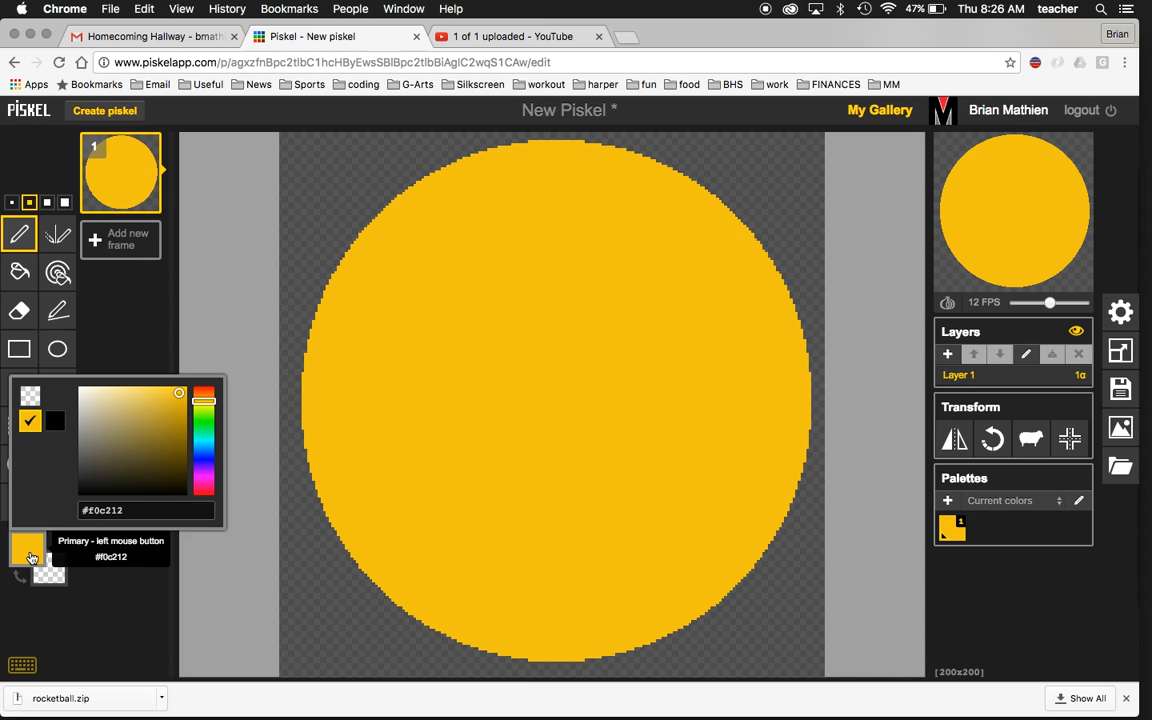 Chrome File Edit View History Bookmarks People Window Help 47% Thu 8:26 AM teacher
Homecoming Hallway - bmath Piskel - New piskel 1 of 1 uploaded - YouTube Brian
www.piskelapp.com/p/agxzfnBpc2tlbC1hcHByEwsSBlBpc2tlbBiAgIC2wqS1CAw/edit
Apps Bookmarks Email Useful News Sports coding G-Arts Silkscreen workout harper fun food BHS work FINANCES MM
PiSKEL Create piskel New Piskel * My Gallery Brian Mathien logout
1
Add new
frame
12 FPS
Layers
Layer 1 1α
Transform
Palettes
Current colors
1
#f0c212
Primary - left mouse button
#f0c212
[200x200]
rocketball.zip Show All